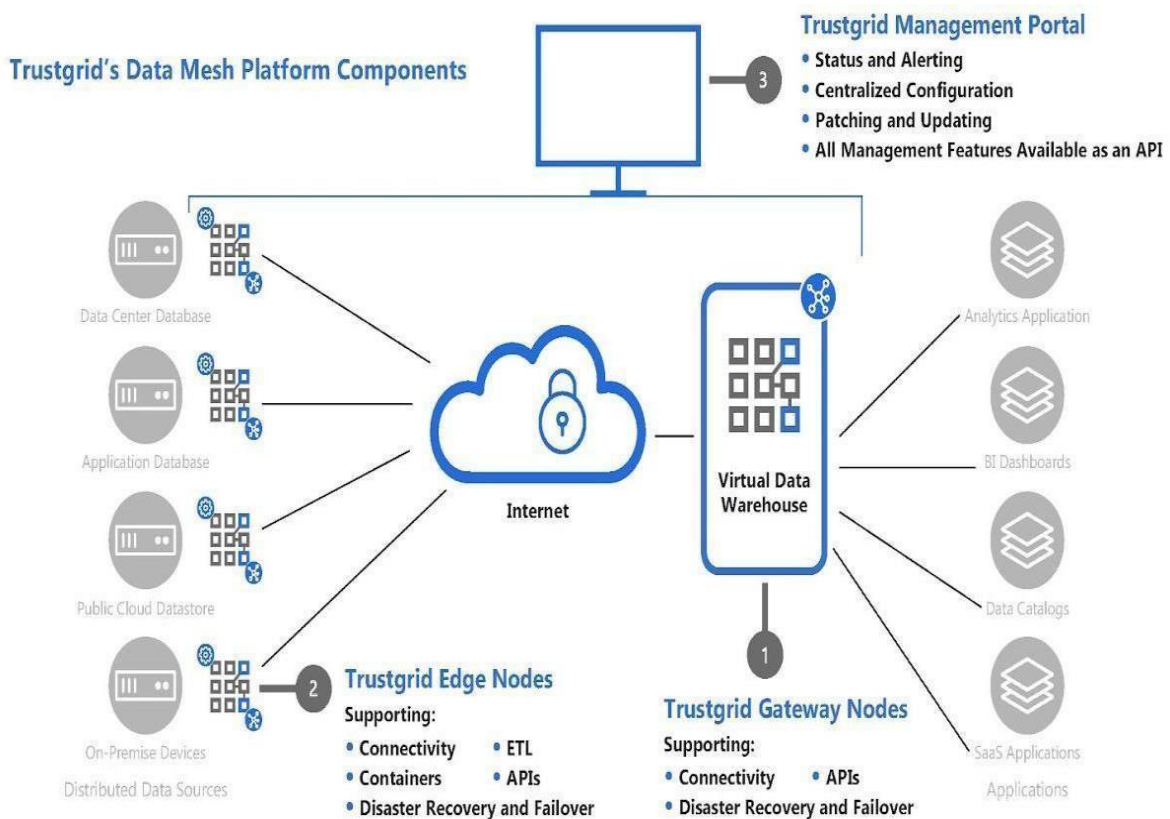 Trustgrid's Data Mesh Platform Components
3
Trustgrid Management Portal
• Status and Alerting
• Centralized Configuration
• Patching and Updating
• All Management Features Available as an API
Data Center Database
Application Database
Public Cloud Datastore
On-Premise Devices
Distributed Data Sources
Internet
Virtual Data
Warehouse
Analytics Application
BI Dashboards
Data Catalogs
SaaS Applications
Applications
2
Trustgrid Edge Nodes
Supporting:
• Connectivity • ETL
• Containers • APIs
• Disaster Recovery and Failover
1
Trustgrid Gateway Nodes
Supporting:
• Connectivity • APIs
• Disaster Recovery and Failover